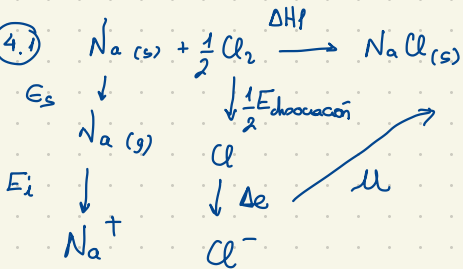 4.1 Na (s) + 1/2 Cl2 ΔHf NaCl(s)
Es 1/2 Edisociación
Na (g) Cl
Ei Δe U
Na+ Cl-